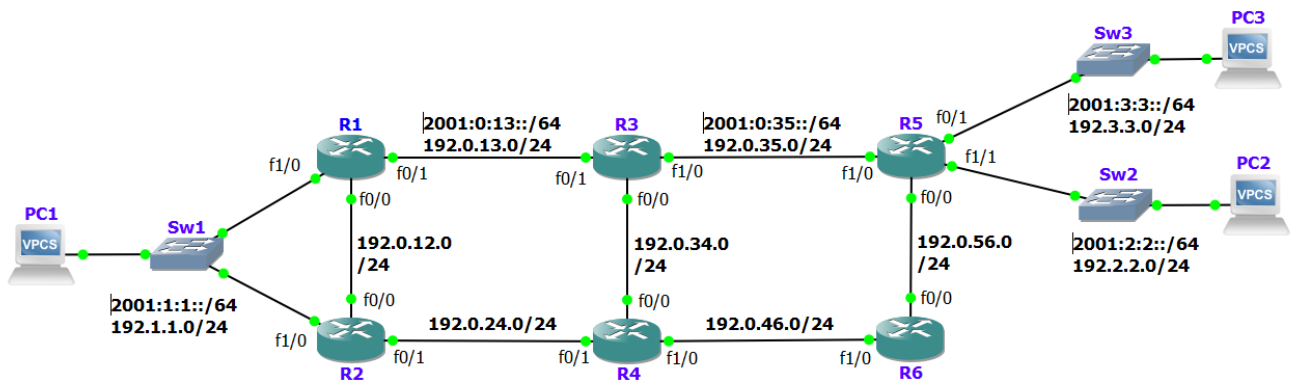 PC3
VPCS
Sw3
2001:3:3::/64
192.3.3.0/24
R1
2001:0:13::/64
192.0.13.0/24
R3
2001:0:35::/64
192.0.35.0/24
R5
f0/1
f1/0
f0/1
f0/1
f1/0
f1/0
f1/1
f0/0
f0/0
f0/0
PC2
VPCS
Sw2
2001:2:2::/64
192.2.2.0/24
PC1
VPCS
Sw1
192.0.12.0
/24
192.0.34.0
/24
192.0.56.0
/24
2001:1:1::/64
192.1.1.0/24
f0/0
f0/0
f0/0
192.0.24.0/24
192.0.46.0/24
f1/0
f0/1
f0/1
f1/0
f1/0
R2
R4
R6